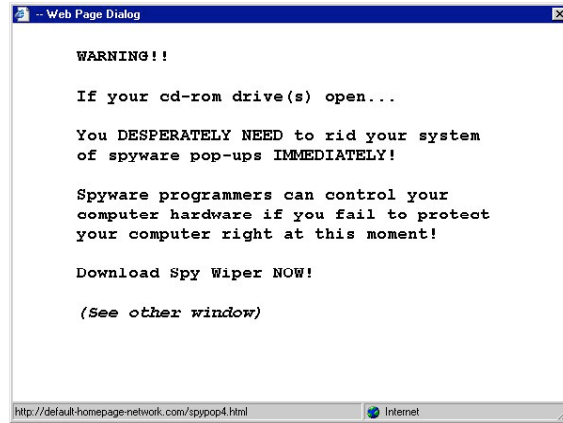 -- Web Page Dialog
WARNING!!
If your cd-rom drive(s) open...
You DESPERATELY NEED to rid your system
of spyware pop-ups IMMEDIATELY!
Spyware programmers can control your
computer hardware if you fail to protect
your computer right at this moment!
Download Spy Wiper NOW!
(See other window)
http://default-homepage-network.com/spypop4.html
Internet